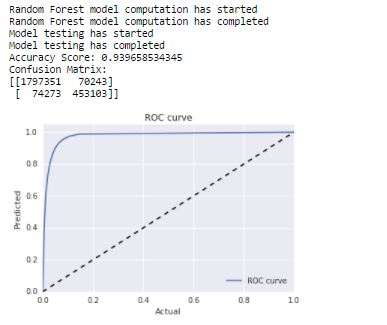 Random Forest model computation has started
Random Forest model computation has completed
Model testing has started
Model testing has completed
Accuracy Score: 0.939658534345
Confusion Matrix:
[[1797351   70243]
 [  74273  453103]]
ROC curve
1.0
0.8
0.6
0.4
0.2
0.0
Predicted
ROC curve
0.0 0.2 0.4 0.6 0.8 1.0
Actual